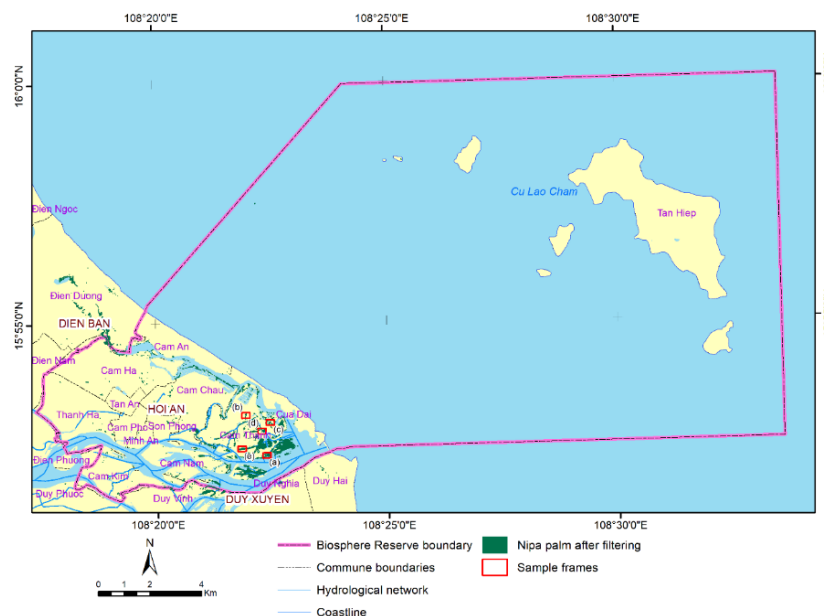 108°20'0"E 108°25'0"E 108°30'0"E
16°0'0"N
Cu Lao Cham
Tan Hiep
Đien Ngoc
Đien Duong
15°55'0"N
DIEN BAN
Cam An
Dien Nam
Cam Ha
Cam Chau
Tan An
(b)
Thanh Ha
HOI AN
(d)
Cua Dai
Cam Pho
Son Phong
(c)
Minh An
Đien Phuong
Cam Nam
(e)
(a)
Cam Kim
Duy Nghia
Duy Hai
Duy Phuoc
Duy Vinh
DUY XUYEN
108°20'0"E 108°25'0"E 108°30'0"E
N
0 1 2 4
Km
Biosphere Reserve boundary
Commune boundaries
Hydrological network
Coastline
Nipa palm after filtering
Sample frames